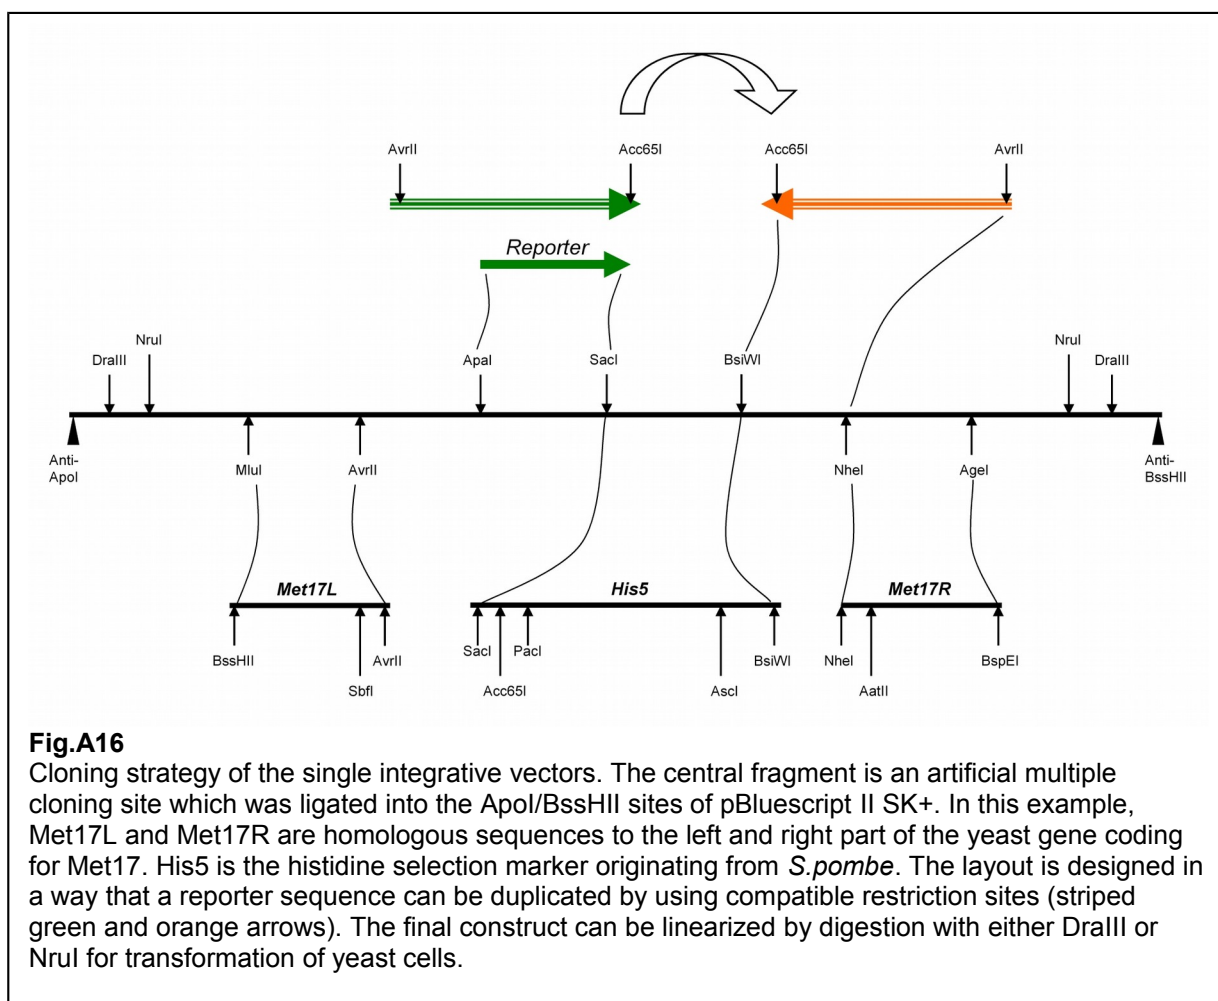 AvrII Acc65I Acc65I AvrII
Reporter
NruI NruI
DraIII ApaI SacI BsiWI DraIII
Anti-ApoI MluI AvrII NheI AgeI Anti-BssHII
Met17L His5 Met17R
BssHII AvrII SacI PacI BsiWI NheI BspEI
SbfI Acc65I AscI AatII
Fig.A16
Cloning strategy of the single integrative vectors. The central fragment is an artificial multiple
cloning site which was ligated into the ApoI/BssHII sites of pBluescript II SK+. In this example,
Met17L and Met17R are homologous sequences to the left and right part of the yeast gene coding
for Met17. His5 is the histidine selection marker originating from S.pombe. The layout is designed in
a way that a reporter sequence can be duplicated by using compatible restriction sites (striped
green and orange arrows). The final construct can be linearized by digestion with either DraIII or
NruI for transformation of yeast cells.